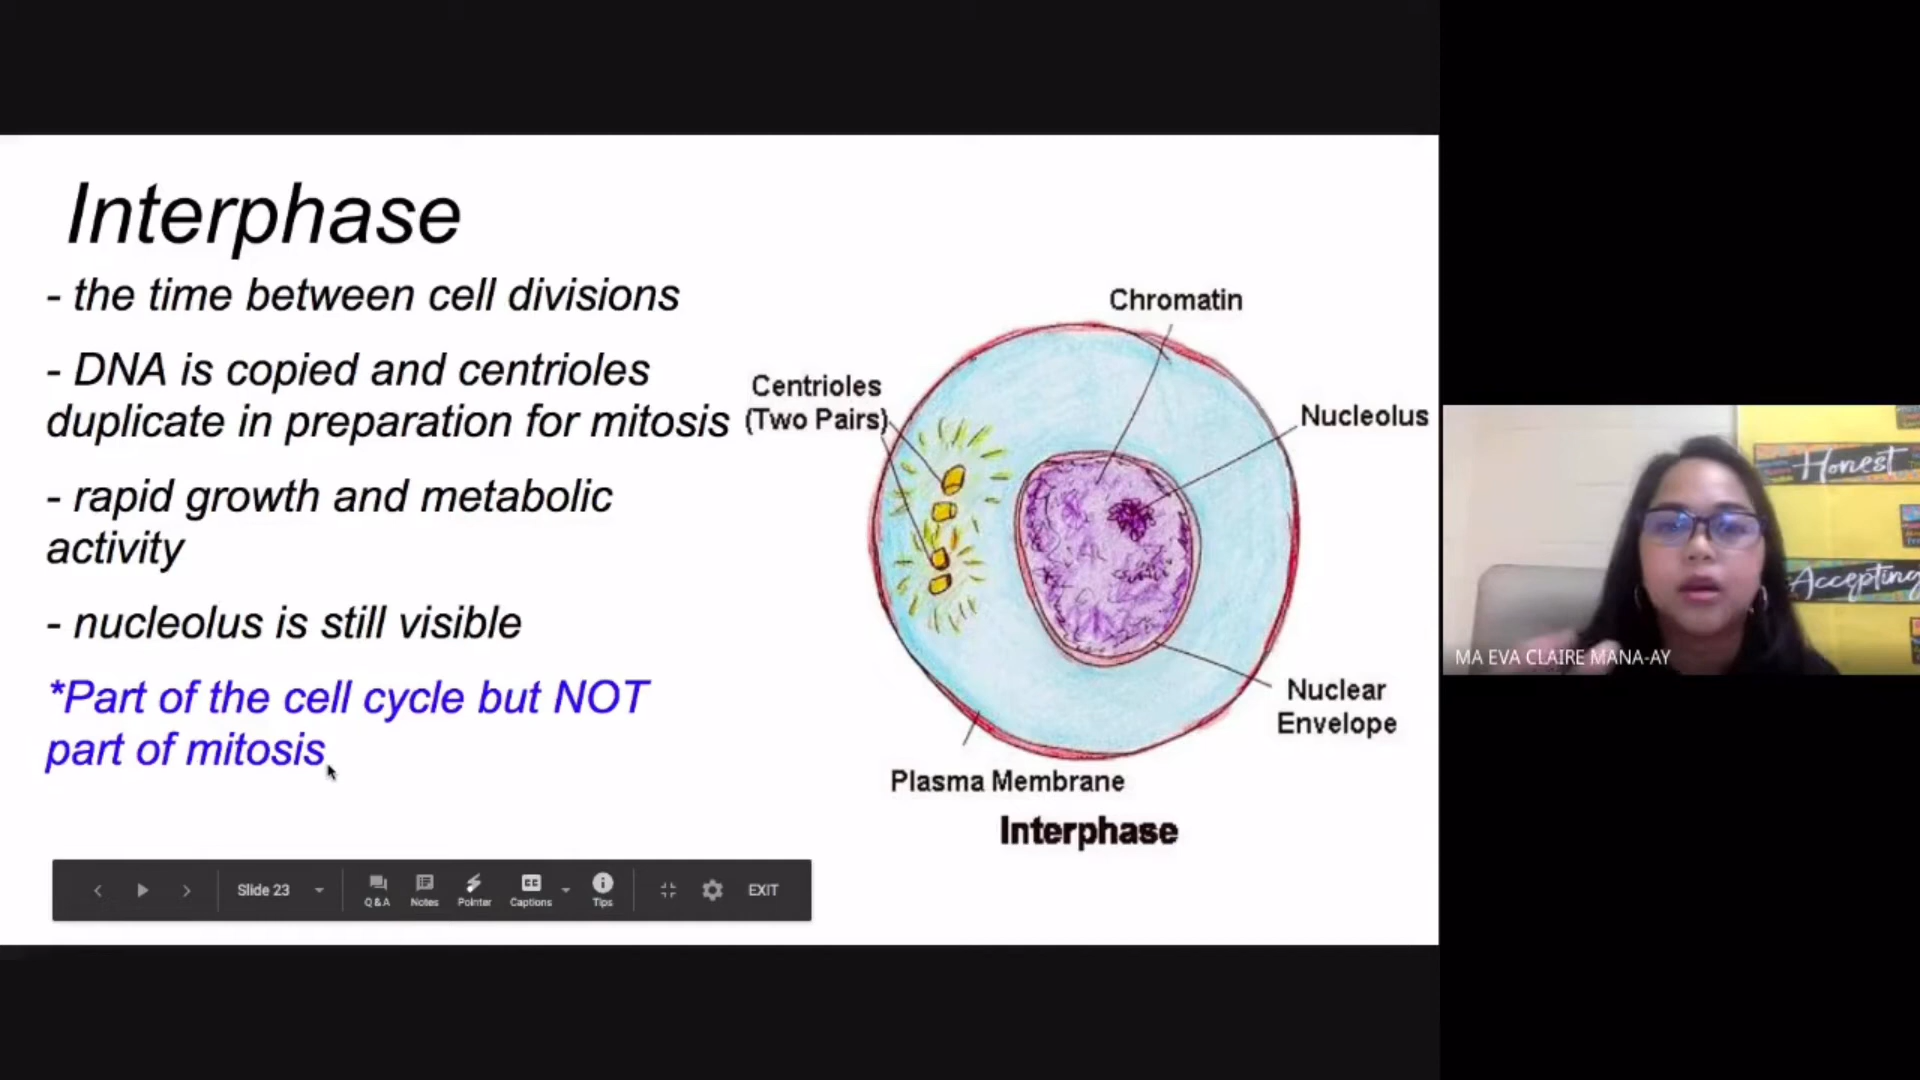 Interphase
- the time between cell divisions
- DNA is copied and centrioles
duplicate in preparation for mitosis
- rapid growth and metabolic
activity
- nucleolus is still visible
*Part of the cell cycle but NOT
part of mitosis
Chromatin
Centrioles
(Two Pairs)
Nucleolus
Nuclear
Envelope
Plasma Membrane
Interphase
Slide 23
Q&A
Notes
Pointer
CC
Captions
Tips
EXIT
Honest
Accepting
MA EVA CLAIRE MANA-AY